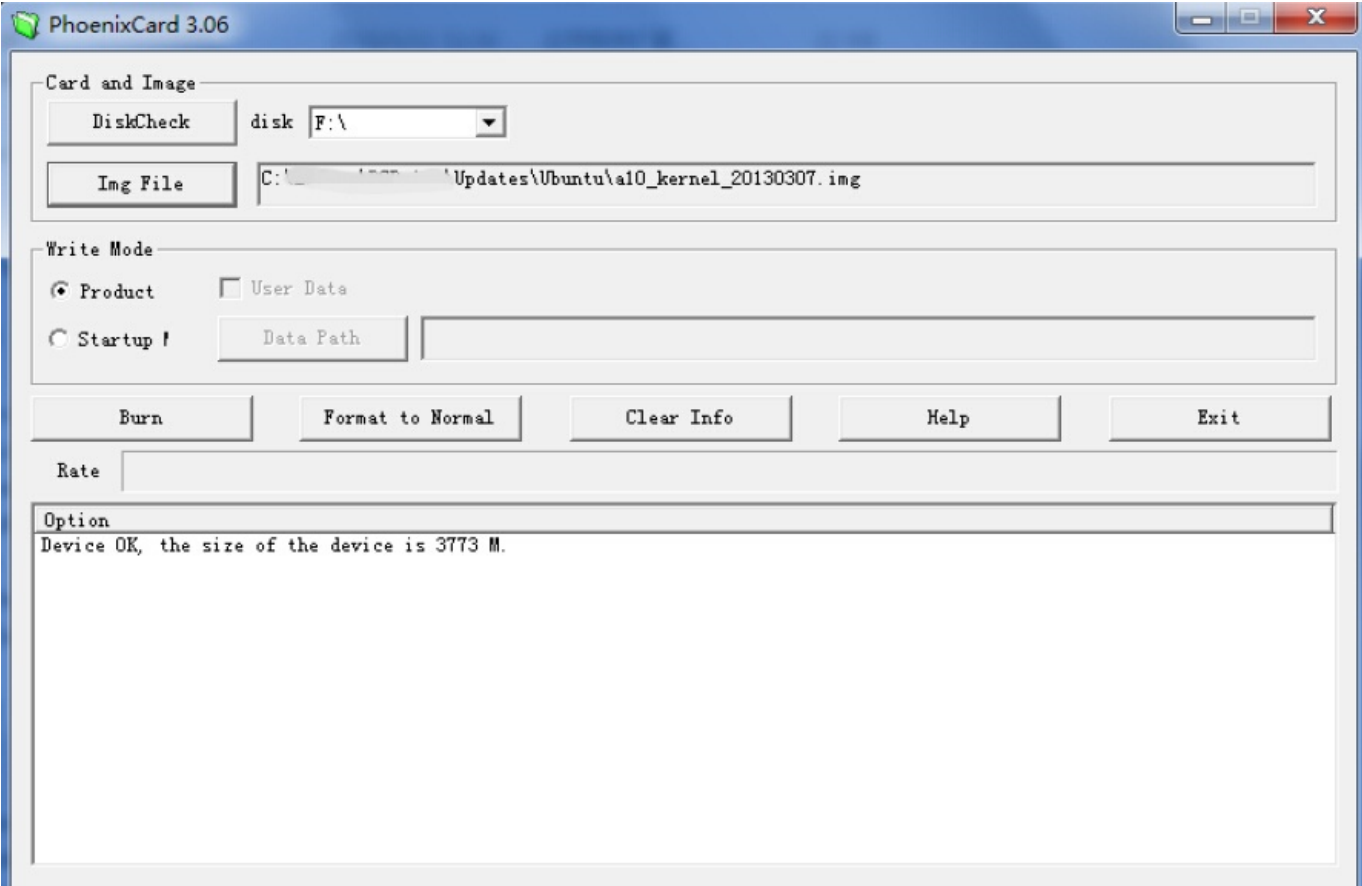 PhoenixCard 3.06
Card and Image
DiskCheck disk F:\
Img File C:\ \Updates\Ubuntu\a10_kernel_20130307.img
Write Mode
Product User Data
Startup Data Path
Burn Format to Normal Clear Info Help Exit
Rate
Option
Device OK, the size of the device is 3773 M.